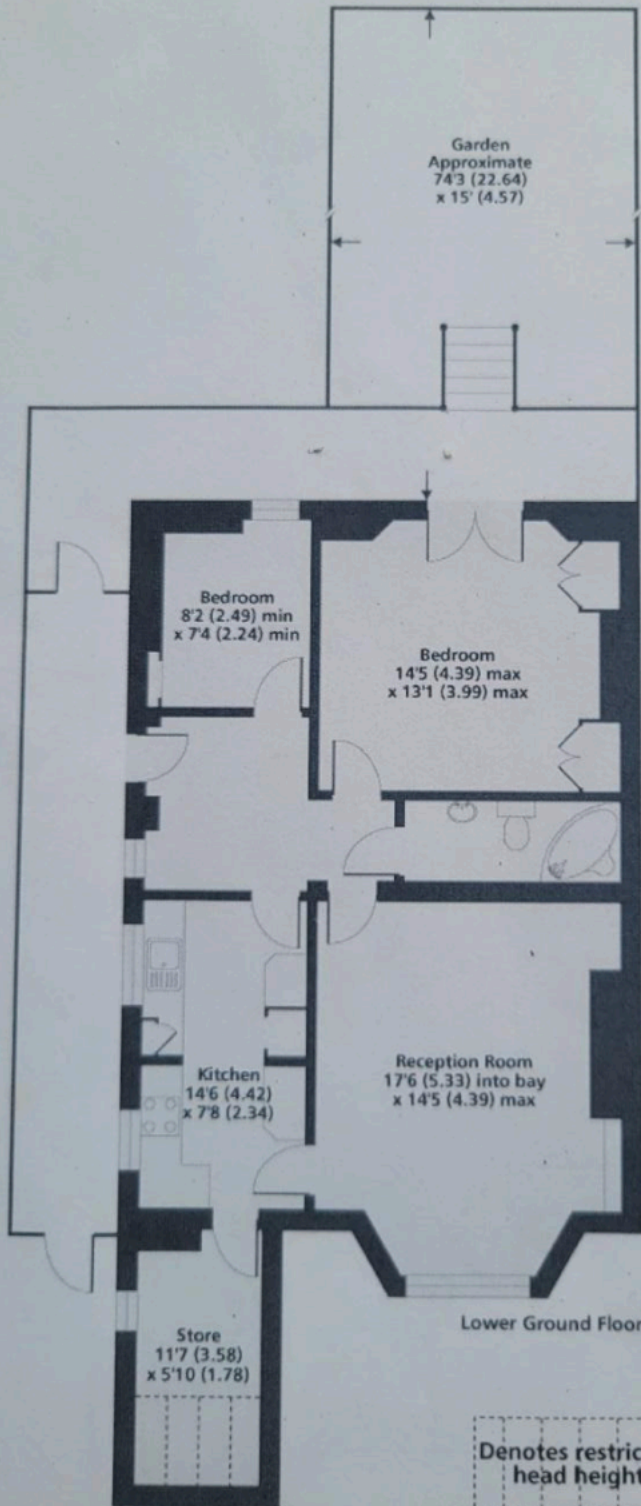 Garden
Approximate
74'3 (22.64)
x 15' (4.57)
Bedroom
8'2 (2.49) min
x 7'4 (2.24) min
Bedroom
14'5 (4.39) max
x 13'1 (3.99) max
Kitchen
14'6 (4.42)
x 7'8 (2.34)
Reception Room
17'6 (5.33) into bay
x 14'5 (4.39) max
Lower Ground Floor
Store
11'7 (3.58)
x 5'10 (1.78)
Denotes restric
head height